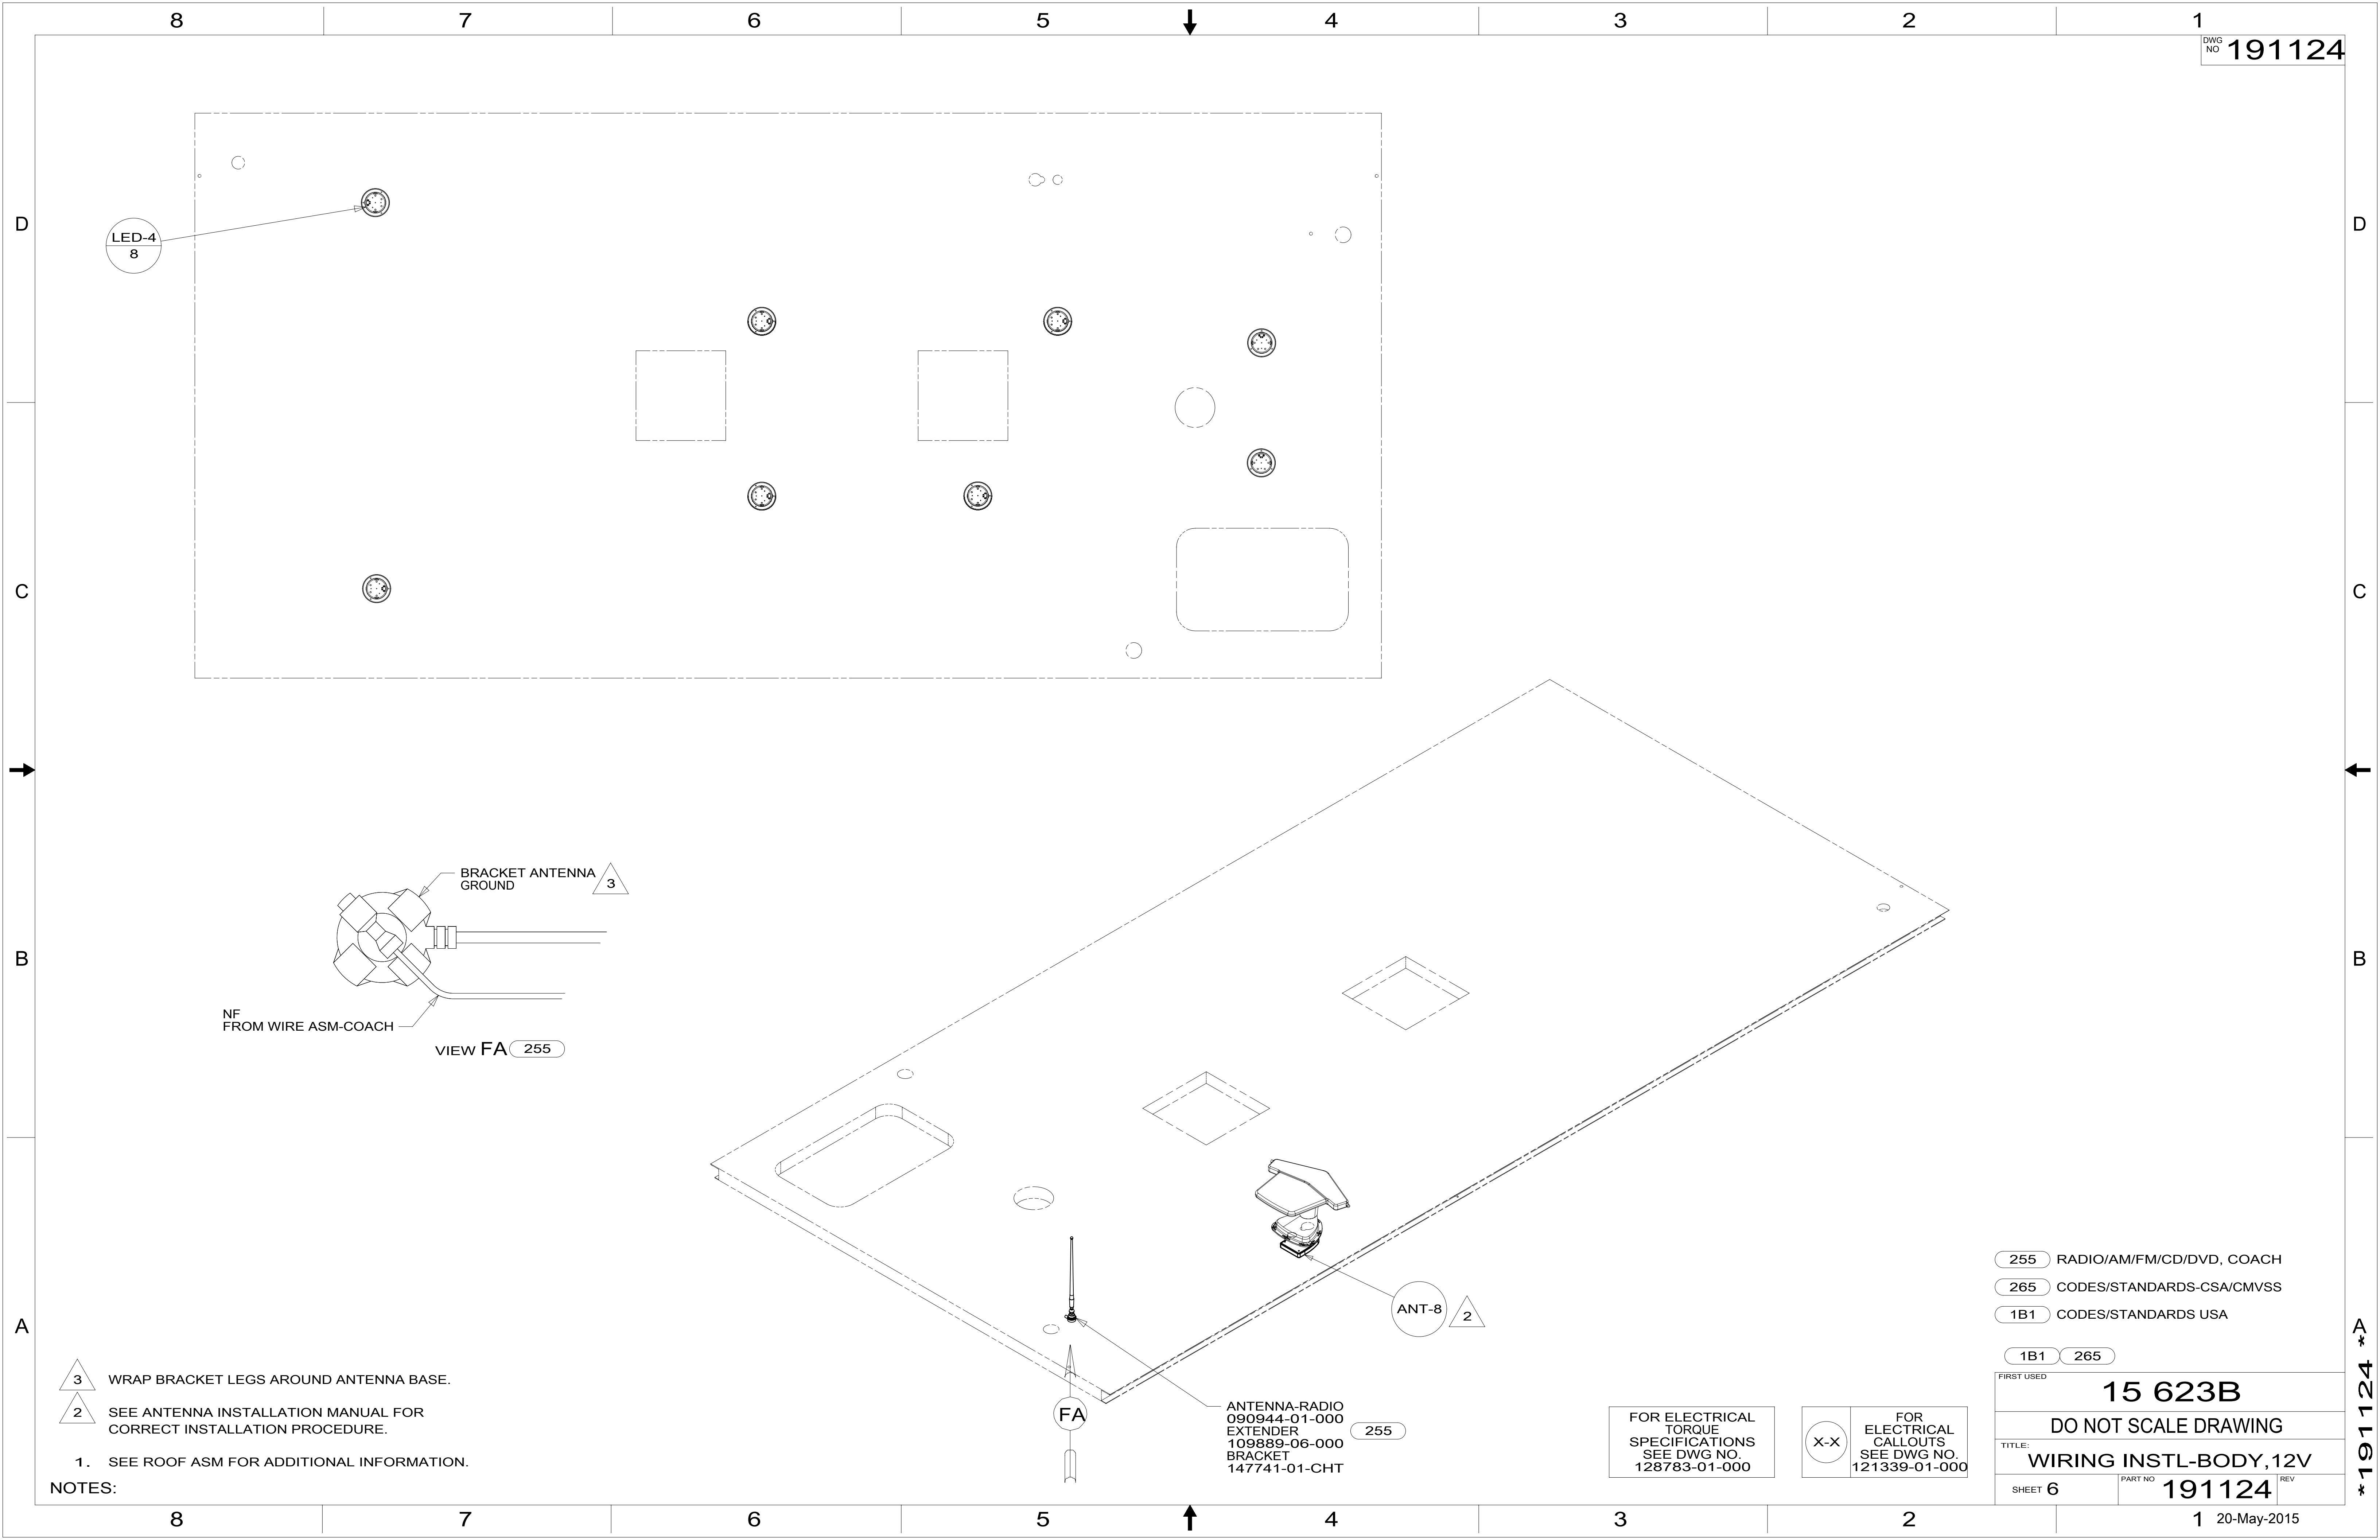 8 7 6 5 4 3 2 1
DWG
NO 191124
D
D
LED-4
8
C
C
BRACKET ANTENNA
GROUND
3
B
B
NF
FROM WIRE ASM-COACH
VIEW FA 255
255 RADIO/AM/FM/CD/DVD, COACH
265 CODES/STANDARDS-CSA/CMVSS
1B1 CODES/STANDARDS USA
ANT-8
2
A
A
1B1 265
3 WRAP BRACKET LEGS AROUND ANTENNA BASE.
2 SEE ANTENNA INSTALLATION MANUAL FOR
CORRECT INSTALLATION PROCEDURE.
1. SEE ROOF ASM FOR ADDITIONAL INFORMATION.
NOTES:
FA
ANTENNA-RADIO
090944-01-000
EXTENDER
109889-06-000
BRACKET
147741-01-CHT
255
FOR ELECTRICAL
TORQUE
SPECIFICATIONS
SEE DWG NO.
128783-01-000
X-X
FOR
ELECTRICAL
CALLOUTS
SEE DWG NO.
121339-01-000
FIRST USED
15 623B
DO NOT SCALE DRAWING
TITLE:
WIRING INSTL-BODY,12V
SHEET 6
PART NO 191124
REV
*191124*
8 7 6 5 4 3 2 1
20-May-2015